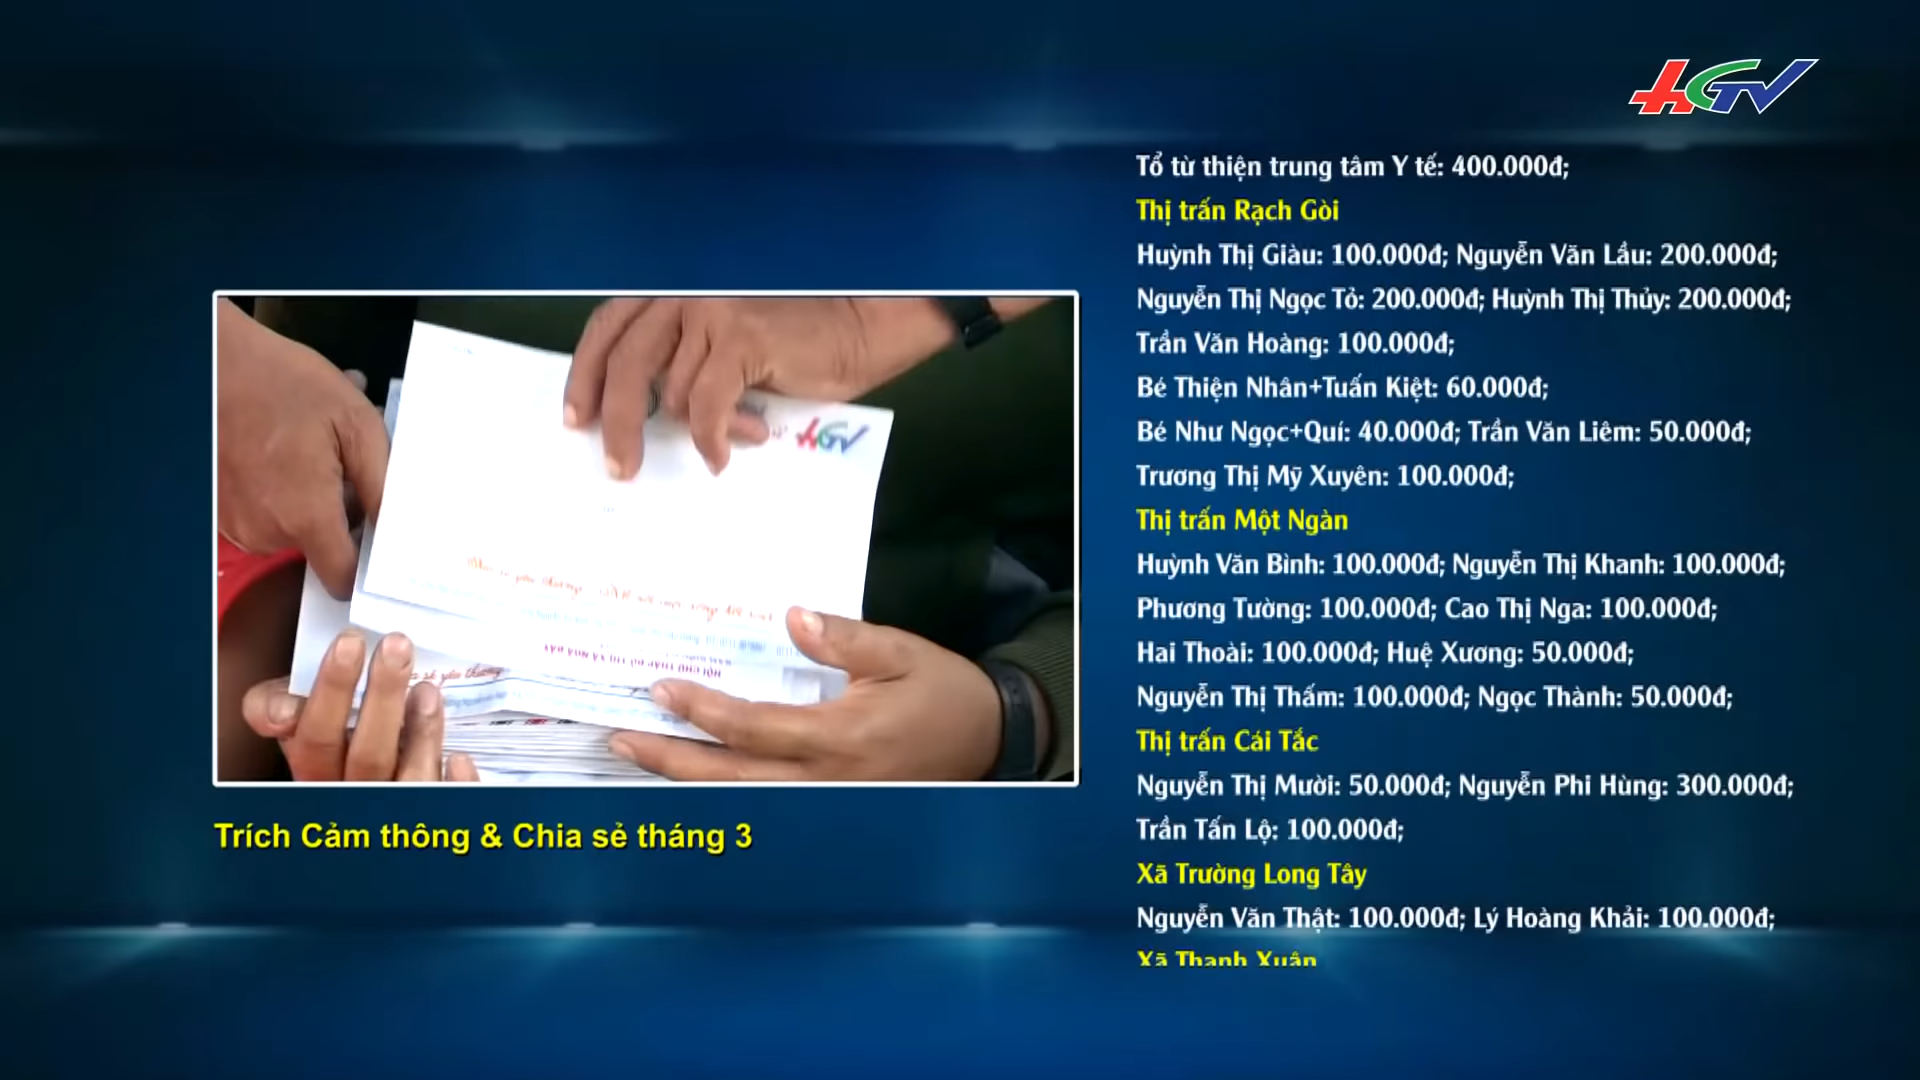 HGTV
Tổ từ thiện trung tâm Y tế: 400.000đ;
Thị trấn Rạch Gòi
Huỳnh Thị Giàu: 100.000đ; Nguyễn Văn Lầu: 200.000đ;
Nguyễn Thị Ngọc Tỏ: 200.000đ; Huỳnh Thị Thủy: 200.000đ;
Trần Văn Hoàng: 100.000đ;
Bé Thiện Nhân+Tuấn Kiệt: 60.000đ;
Bé Như Ngọc+Quí: 40.000đ; Trần Văn Liêm: 50.000đ;
Trương Thị Mỹ Xuyên: 100.000đ;
Thị trấn Một Ngàn
Huỳnh Văn Bình: 100.000đ; Nguyễn Thị Khanh: 100.000đ;
Phương Tường: 100.000đ; Cao Thị Nga: 100.000đ;
Hai Thoài: 100.000đ; Huệ Xương: 50.000đ;
Nguyễn Thị Thấm: 100.000đ; Ngọc Thành: 50.000đ;
Thị trấn Cái Tắc
Nguyễn Thị Mười: 50.000đ; Nguyễn Phi Hùng: 300.000đ;
Trần Tấn Lộ: 100.000đ;
Xã Trường Long Tây
Nguyễn Văn Thật: 100.000đ; Lý Hoàng Khải: 100.000đ;
Xã Thạnh Xuân
HGTV
Trích Cảm thông & Chia sẻ tháng 3